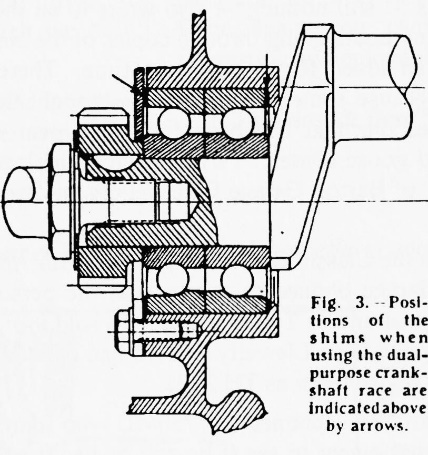 Fig. 3. -- Posi-
tions of the
shims when
using the dual-
purpose crank-
shaft race are
indicated above
by arrows.